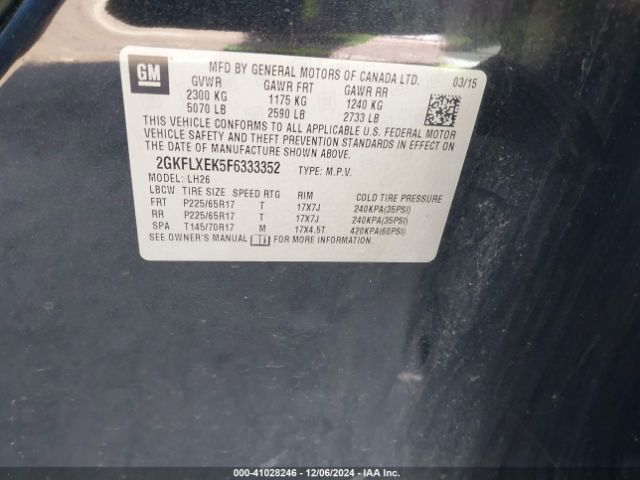 GM
MFD BY GENERAL MOTORS OF CANADA LTD. 03/15
GVWR GAWR FRT GAWR RR
2300 KG 1175 KG 1240 KG
5070 LB 2590 LB 2733 LB
THIS VEHICLE CONFORMS TO ALL APPLICABLE U.S. FEDERAL MOTOR
VEHICLE SAFETY AND THEFT PREVENTION STANDARDS IN EFFECT ON
THE DATE OF MANUFACTURE SHOWN ABOVE.
2GKFLXEK5F6333352 TYPE: M.P.V.
MODEL: LH26
LBCW TIRE SIZE SPEED RTG RIM COLD TIRE PRESSURE
FRT P225/65R17 T 17X7J 240KPA(35PSI)
RR P225/65R17 T 17X7J 240KPA(35PSI)
SPA T145/70R17 M 17X4.5T 420KPA(60PSI)
SEE OWNER'S MANUAL i FOR MORE INFORMATION.
000-41028246 - 12/06/2024 - IAA Inc.